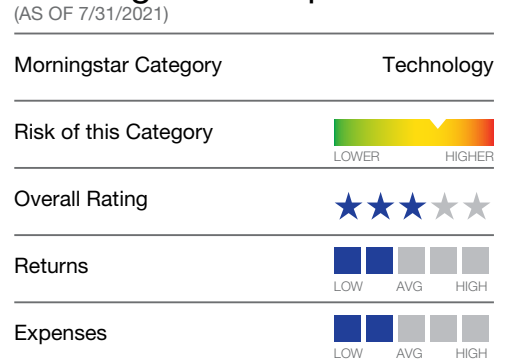 (AS OF 7/31/2021)
Morningstar Category Technology
Risk of this Category
LOWER HIGHER
Overall Rating
Returns
LOW AVG HIGH
Expenses
LOW AVG HIGH